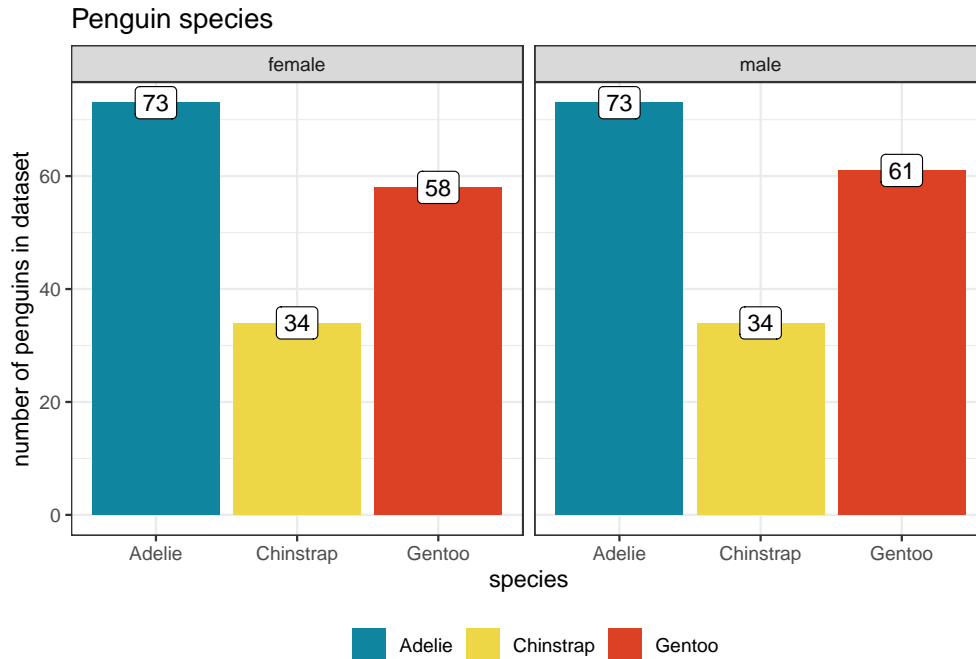 Penguin species
female male
number of penguins in dataset
73 34 58 73 34 61
60
40
20
0
Adelie Chinstrap Gentoo Adelie Chinstrap Gentoo
species
Adelie Chinstrap Gentoo